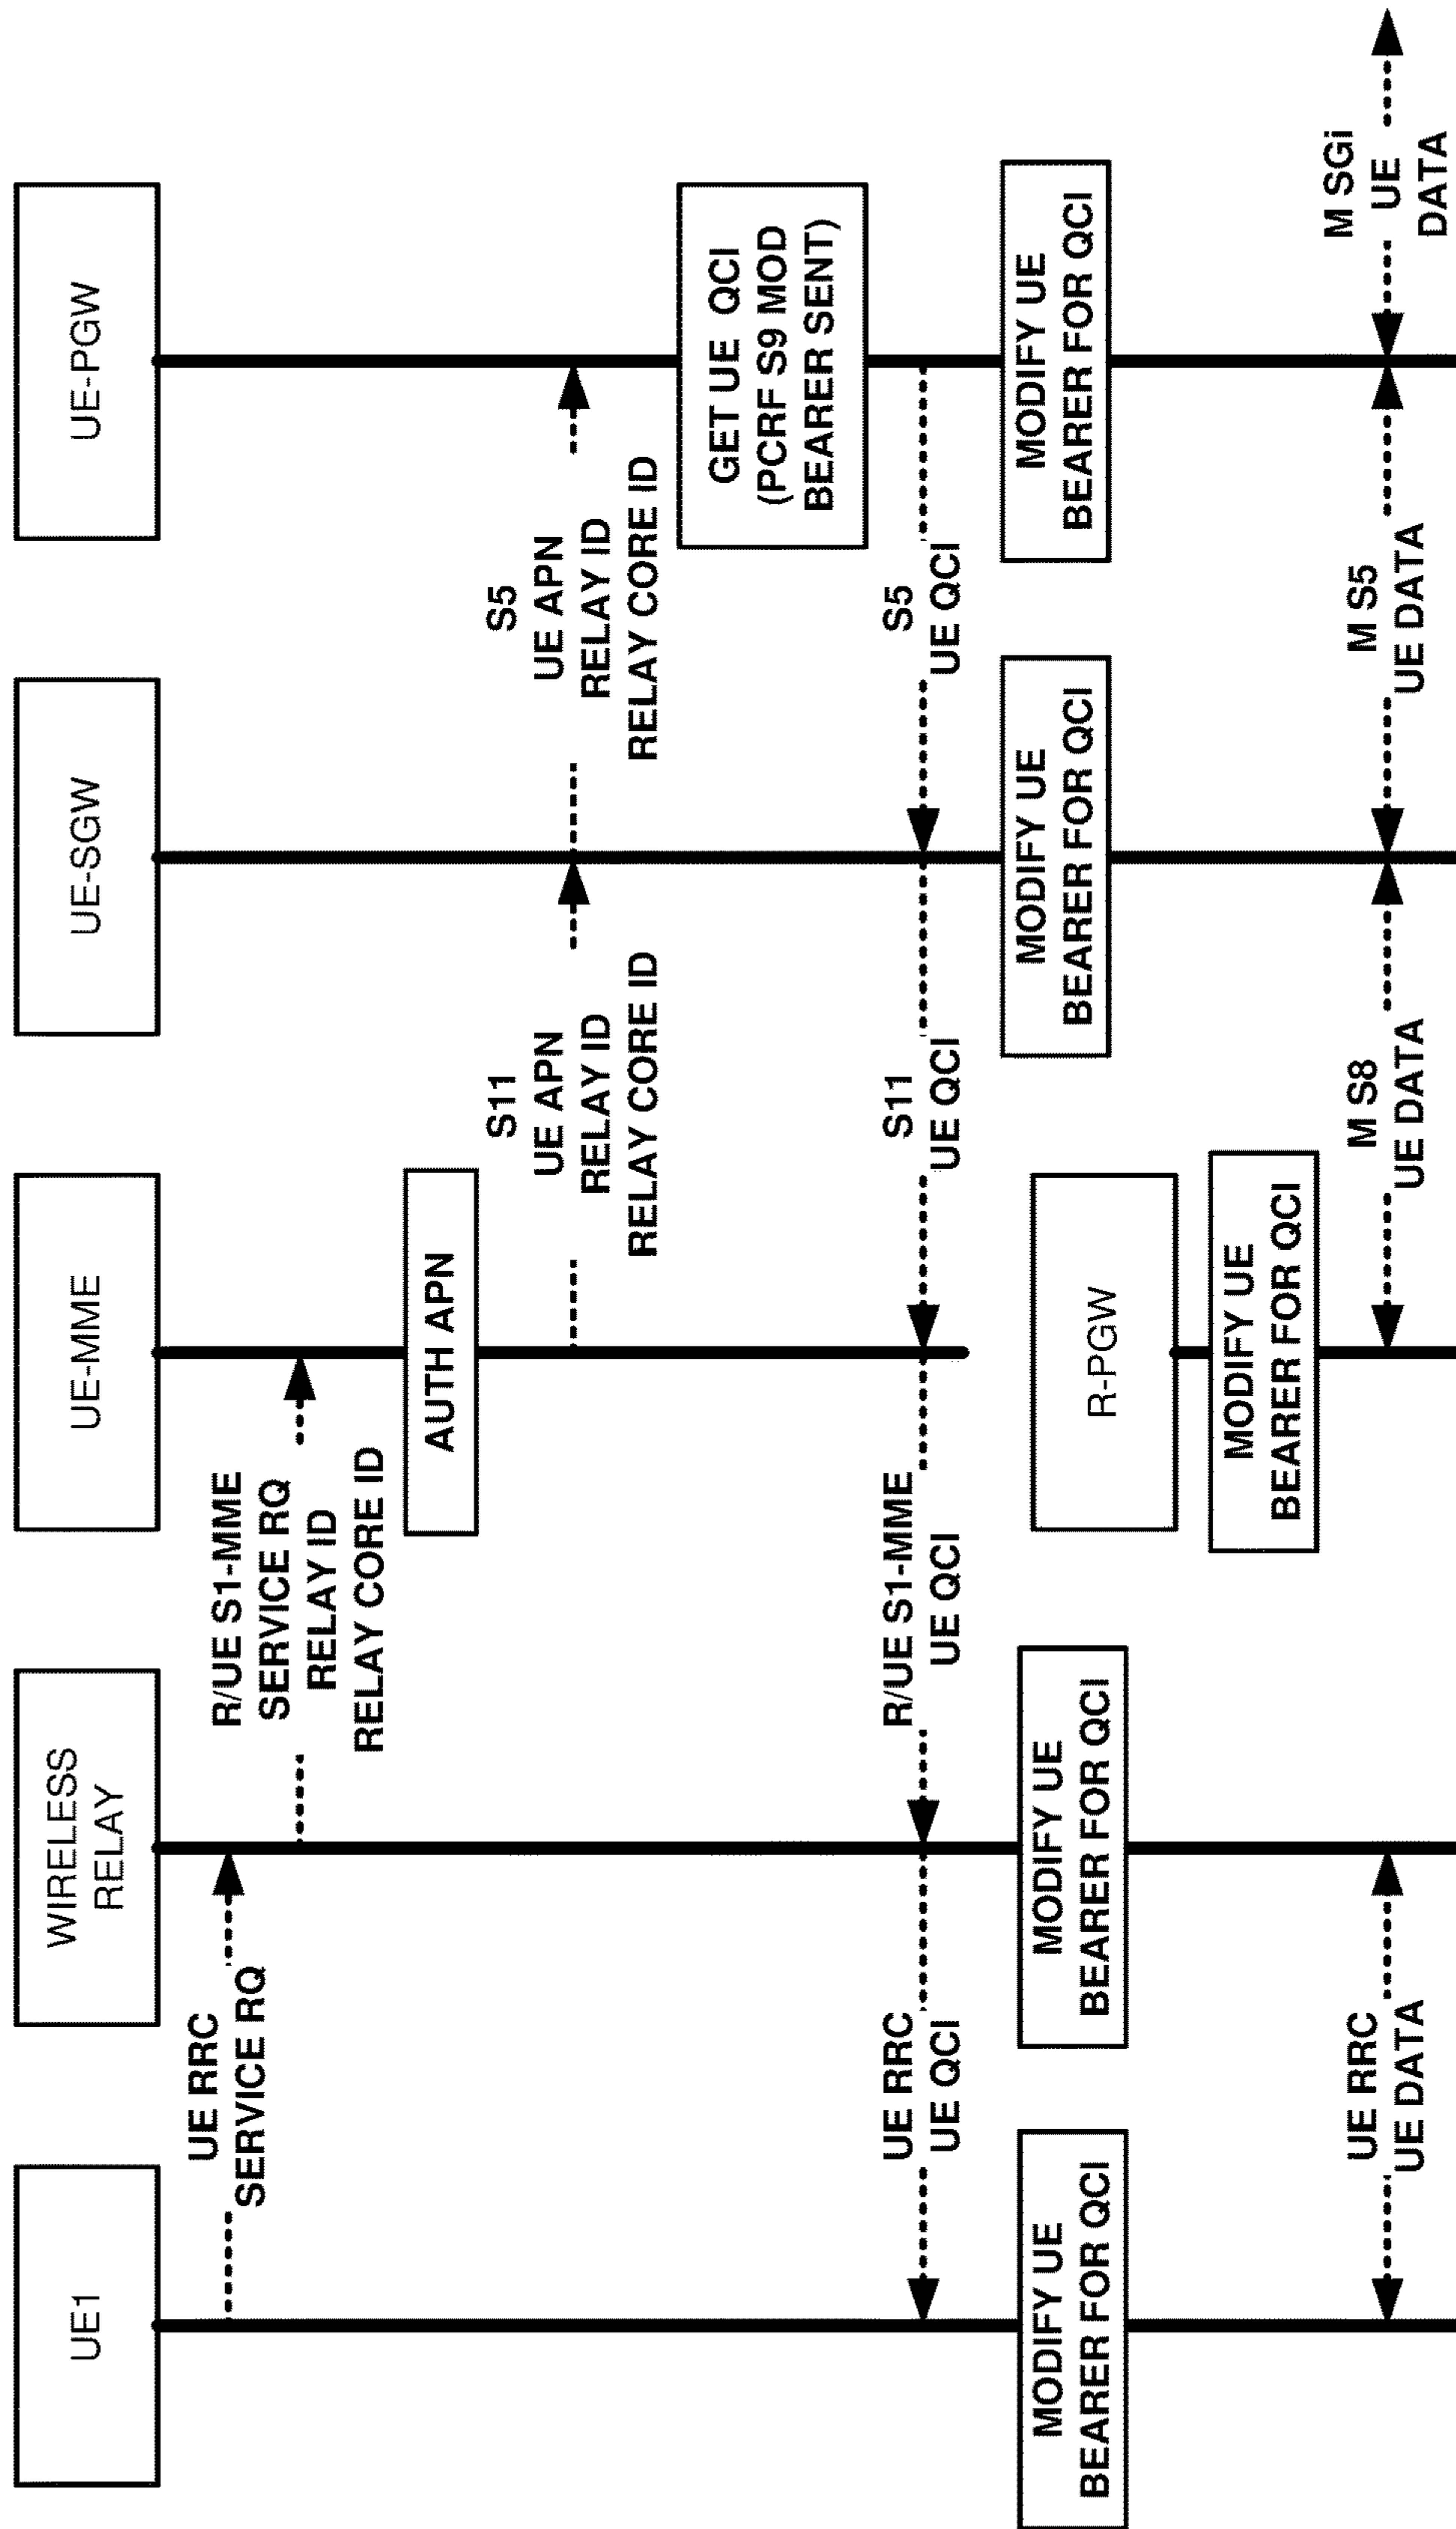 UE1
WIRELESS
RELAY
UE-MME
UE-SGW
UE-PGW
UE RRC
SERVICE RQ
R/UE S1-MME
SERVICE RQ
RELAY ID
RELAY CORE ID
AUTH APN
S11
UE APN
RELAY ID
RELAY CORE ID
S5
UE APN
RELAY ID
RELAY CORE ID
GET UE QCI
(PCRF S9 MOD
BEARER SENT)
UE RRC
UE QCI
R/UE S1-MME
UE QCI
S11
UE QCI
S5
UE QCI
MODIFY UE
BEARER FOR QCI
MODIFY UE
BEARER FOR QCI
R-PGW
MODIFY UE
BEARER FOR QCI
MODIFY UE
BEARER FOR QCI
MODIFY UE
BEARER FOR QCI
UE RRC
UE DATA
M S8
UE DATA
M S5
UE DATA
M SGi
UE
DATA